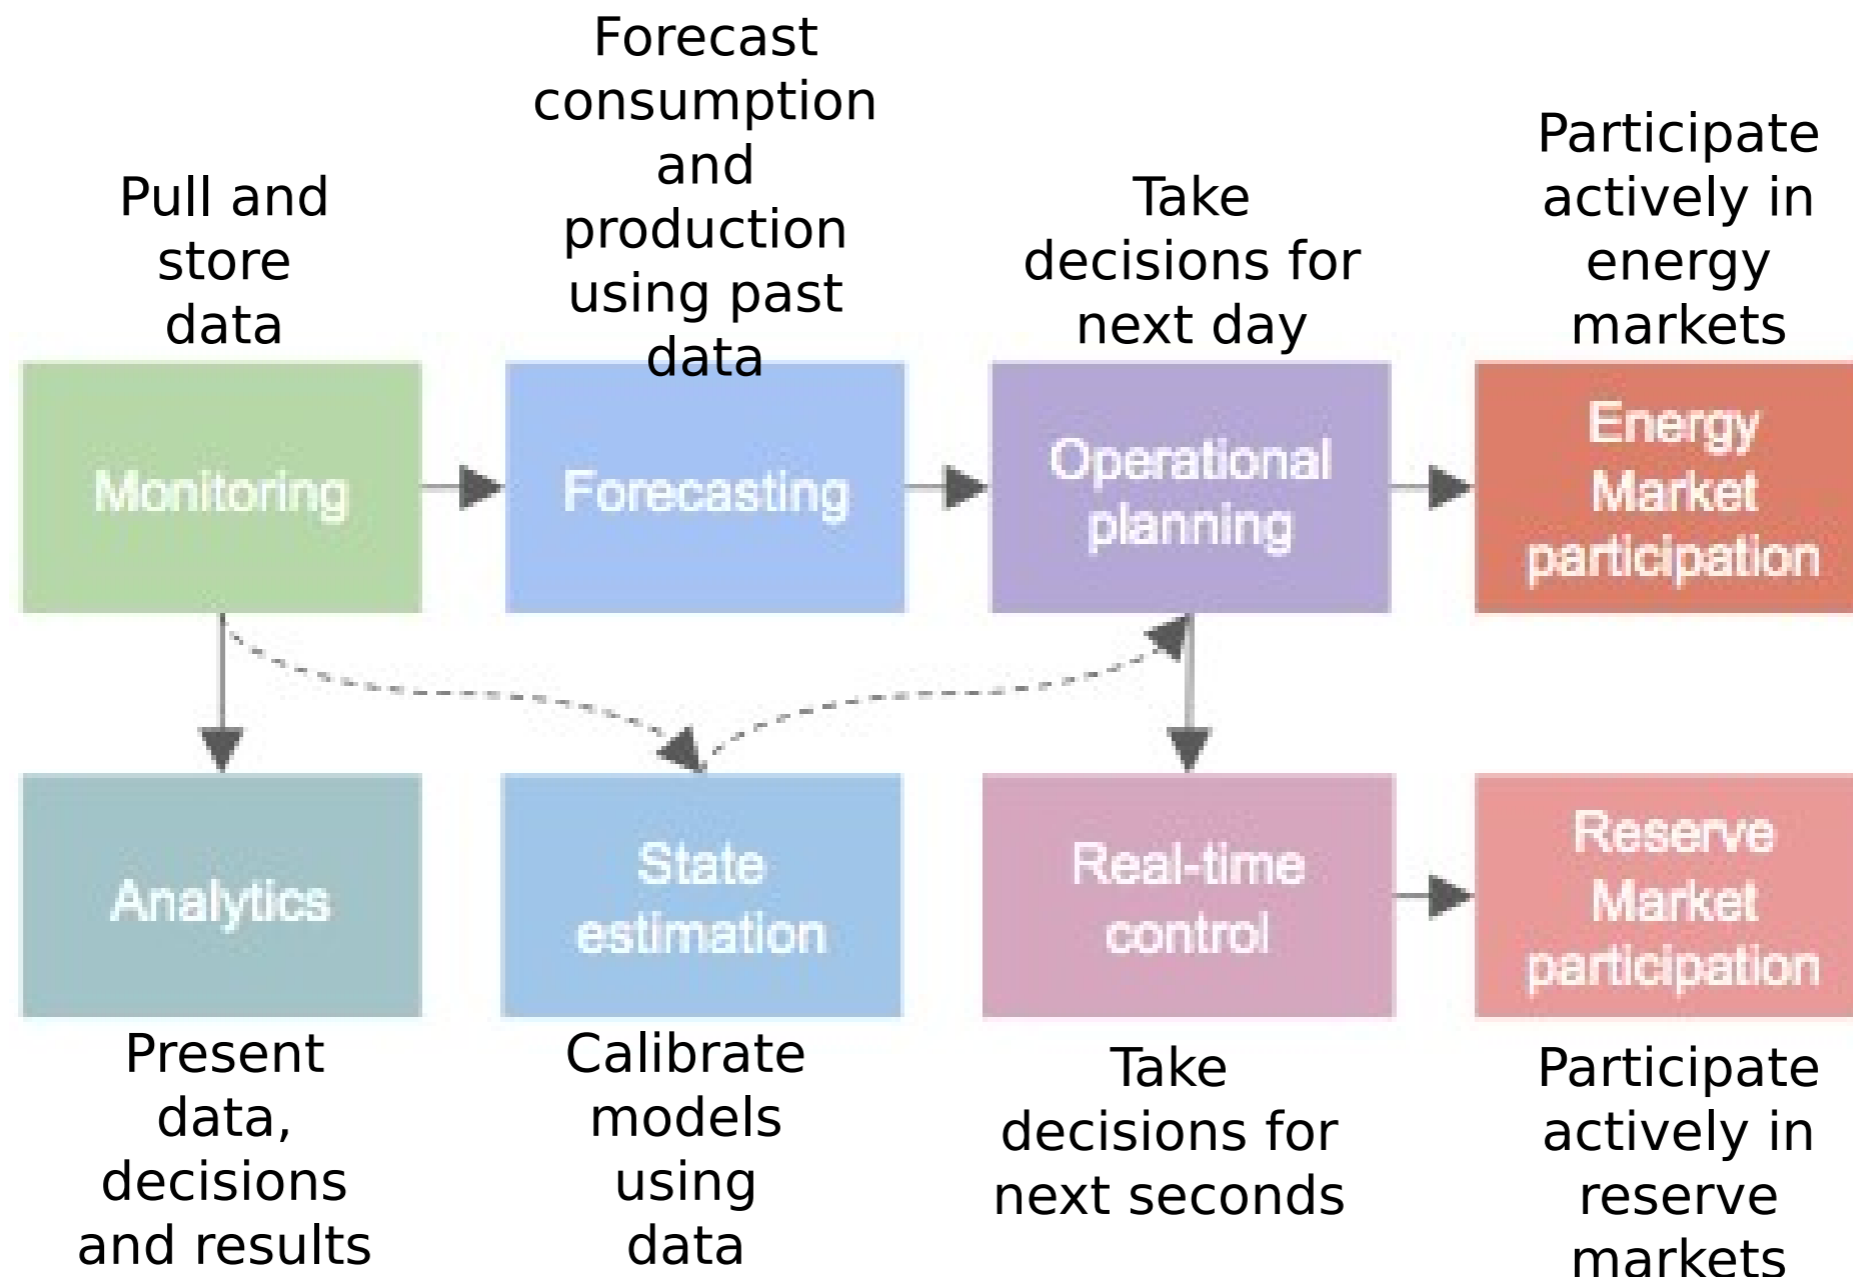 Pull and
store
data
Forecast
consumption
and
production
using past
data
Take
decisions for
next day
Participate
actively in
energy
markets
Monitoring
Forecasting
Operational
planning
Energy
Market
participation
Analytics
State
estimation
Real-time
control
Reserve
Market
participation
Present
data,
decisions
and results
Calibrate
models
using
data
Take
decisions for
next seconds
Participate
actively in
reserve
markets